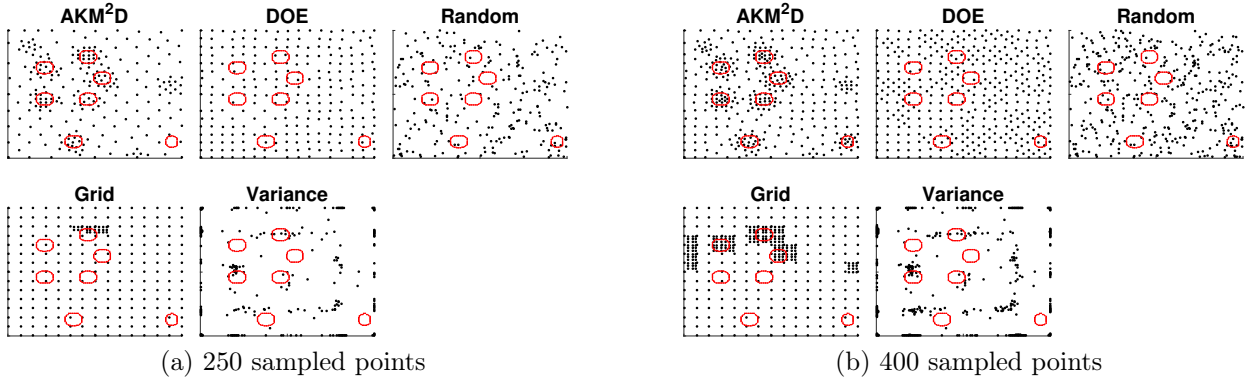 AKM²D DOE Random AKM²D DOE Random
Grid Variance Grid Variance
(a) 250 sampled points (b) 400 sampled points